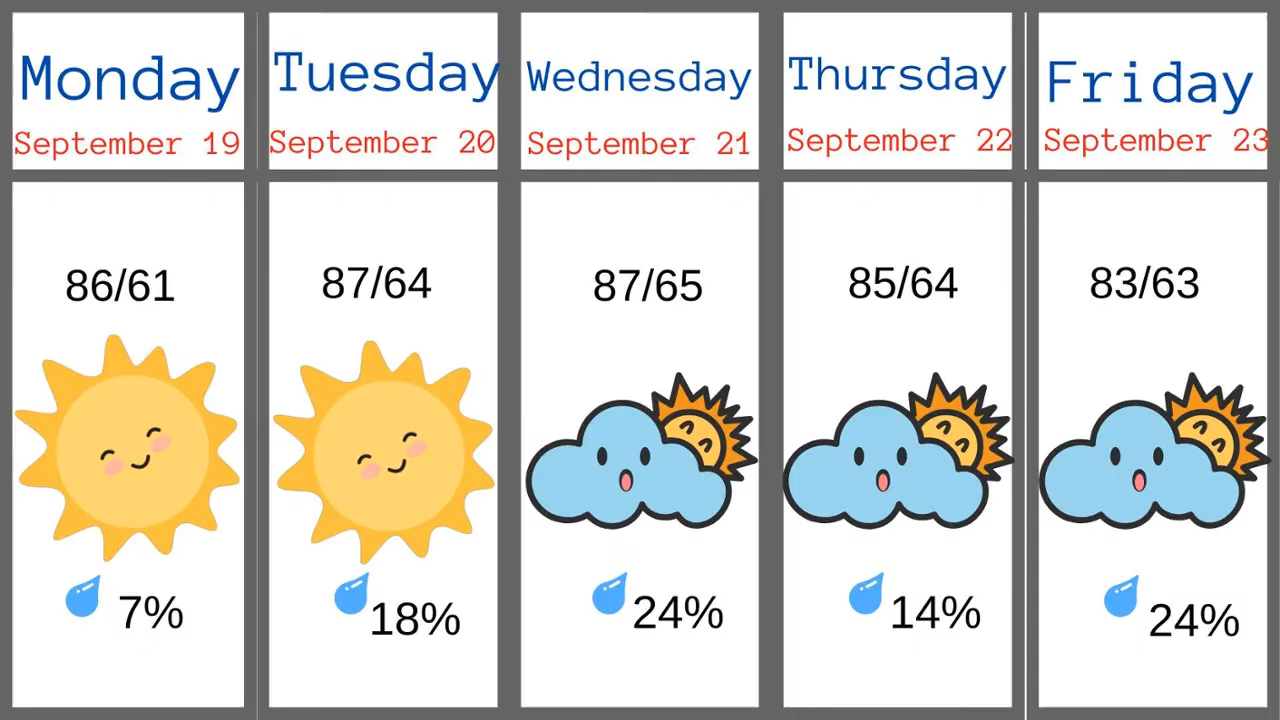 Monday
September 19
86/61
7%
Tuesday
September 20
87/64
18%
Wednesday
September 21
87/65
24%
Thursday
September 22
85/64
14%
Friday
September 23
83/63
24%